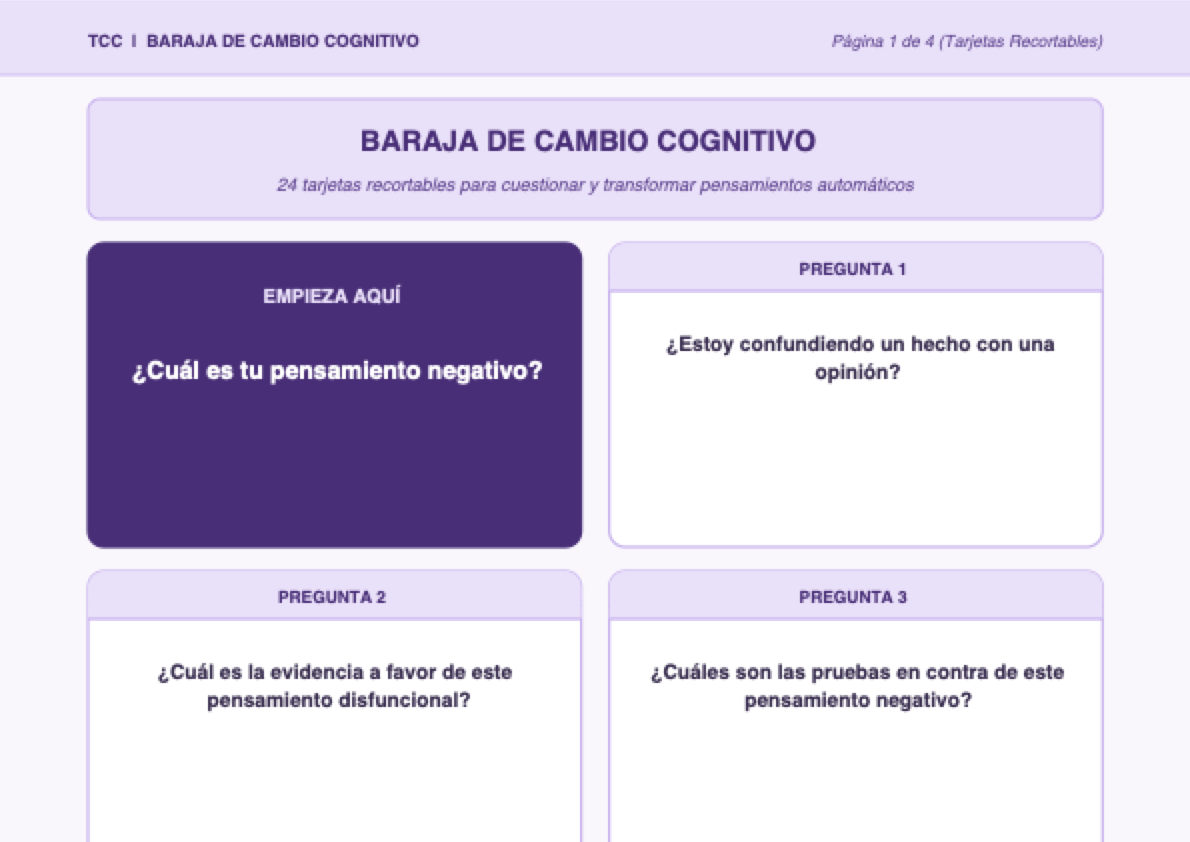 TCC | BARAJA DE CAMBIO COGNITIVO
Página 1 de 4 (Tarjetas Recortables)
BARAJA DE CAMBIO COGNITIVO
24 tarjetas recortables para cuestionar y transformar pensamientos automáticos
EMPIEZA AQUÍ
¿Cuál es tu pensamiento negativo?
PREGUNTA 1
¿Estoy confundiendo un hecho con una
opinión?
PREGUNTA 2
¿Cuál es la evidencia a favor de este
pensamiento disfuncional?
PREGUNTA 3
¿Cuáles son las pruebas en contra de este
pensamiento negativo?